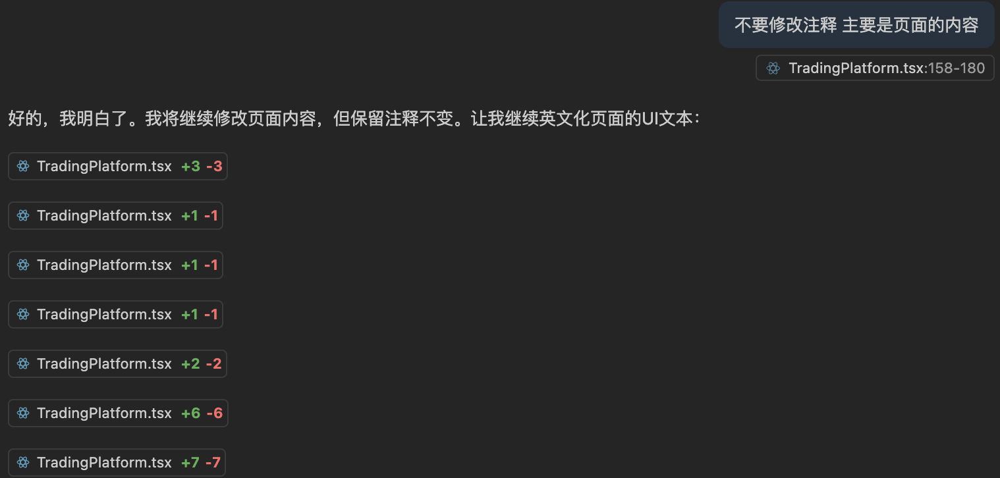 不要修改注释 主要是页面的内容
TradingPlatform.tsx:158-180
好的，我明白了。我将继续修改页面内容，但保留注释不变。让我继续英文化页面的UI文本：
TradingPlatform.tsx +3 -3
TradingPlatform.tsx +1 -1
TradingPlatform.tsx +1 -1
TradingPlatform.tsx +1 -1
TradingPlatform.tsx +2 -2
TradingPlatform.tsx +6 -6
TradingPlatform.tsx +7 -7